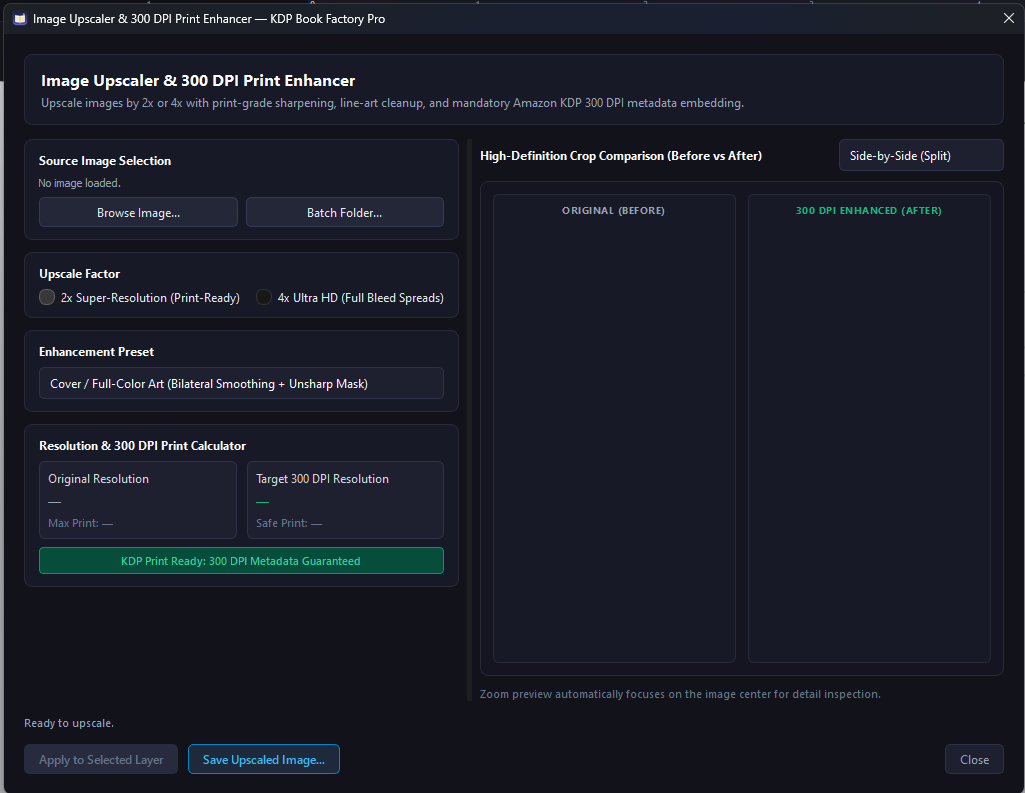 Image Upscaler & 300 DPI Print Enhancer — KDP Book Factory Pro
Image Upscaler & 300 DPI Print Enhancer
Upscale images by 2x or 4x with print-grade sharpening, line-art cleanup, and mandatory Amazon KDP 300 DPI metadata embedding.
Source Image Selection
No image loaded.
Browse Image...
Batch Folder...
Upscale Factor
2x Super-Resolution (Print-Ready)
4x Ultra HD (Full Bleed Spreads)
Enhancement Preset
Cover / Full-Color Art (Bilateral Smoothing + Unsharp Mask)
Resolution & 300 DPI Print Calculator
Original Resolution
—
Max Print: —
Target 300 DPI Resolution
—
Safe Print: —
KDP Print Ready: 300 DPI Metadata Guaranteed
High-Definition Crop Comparison (Before vs After)
Side-by-Side (Split)
ORIGINAL (BEFORE)
300 DPI ENHANCED (AFTER)
Zoom preview automatically focuses on the image center for detail inspection.
Ready to upscale.
Apply to Selected Layer
Save Upscaled Image...
Close